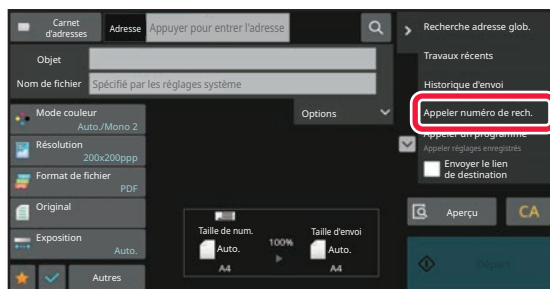 Carnet
d'adresses
Adresse
Appuyer pour entrer l'adresse
Objet
Nom de fichier
Spécifié par les réglages système
Mode couleur
Auto./Mono 2
Résolution
200x200ppp
Format de fichier
PDF
Original
Exposition
Auto.
Autres
Options
Taille de num.
Auto.
A4
100%
Taille d'envoi
Auto.
A4
Recherche adresse glob.
Travaux récents
Historique d'envoi
Appeler numéro de rech.
Appeler un programme
Appeler réglages enregistrés
Envoyer le lien
de destination
Aperçu
CA
Départ